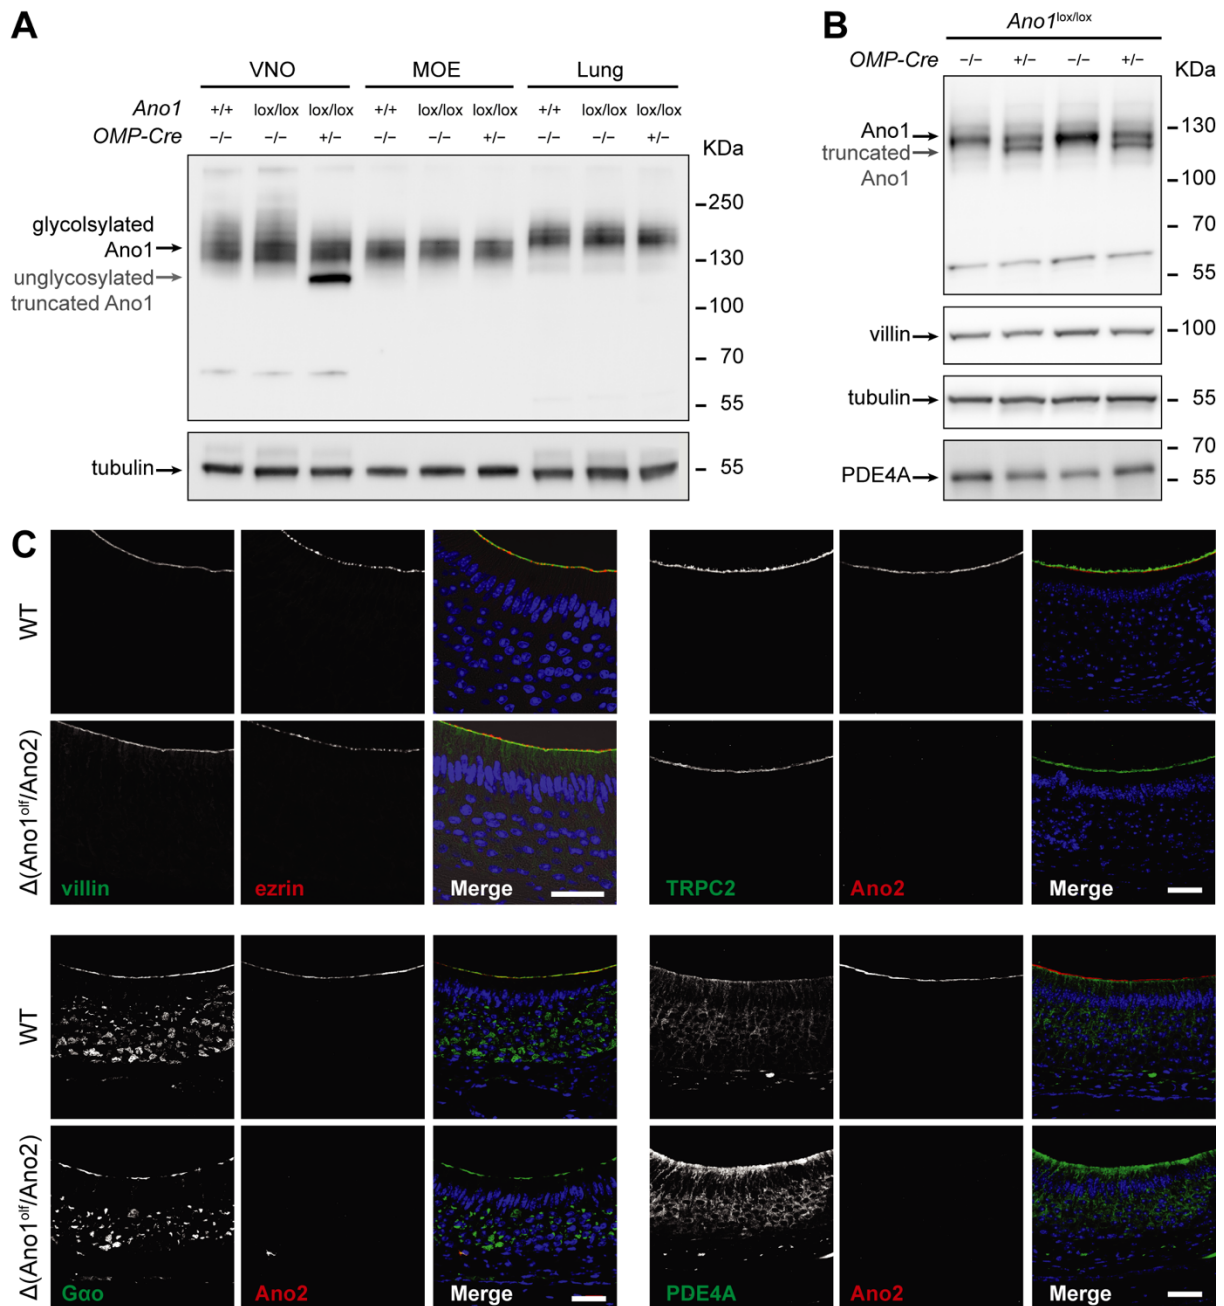 A
VNO MOE Lung
Ano1 +/+ lox/lox lox/lox +/+ lox/lox lox/lox +/+ lox/lox lox/lox
OMP-Cre −/− −/− +/− −/− −/− +/− −/− −/− +/−
KDa
250
glycolsylated
Ano1
130
unglycosylated
truncated Ano1
100
70
55
tubulin
55
B
Ano1lox/lox
OMP-Cre −/− +/− −/− +/−
KDa
Ano1
130
truncated
Ano1
100
70
55
villin
100
tubulin
55
70
PDE4A
55
C
WT
Δ(Ano1olf/Ano2)
villin ezrin Merge
TRPC2 Ano2 Merge
WT
Δ(Ano1olf/Ano2)
Gαo Ano2 Merge
PDE4A Ano2 Merge